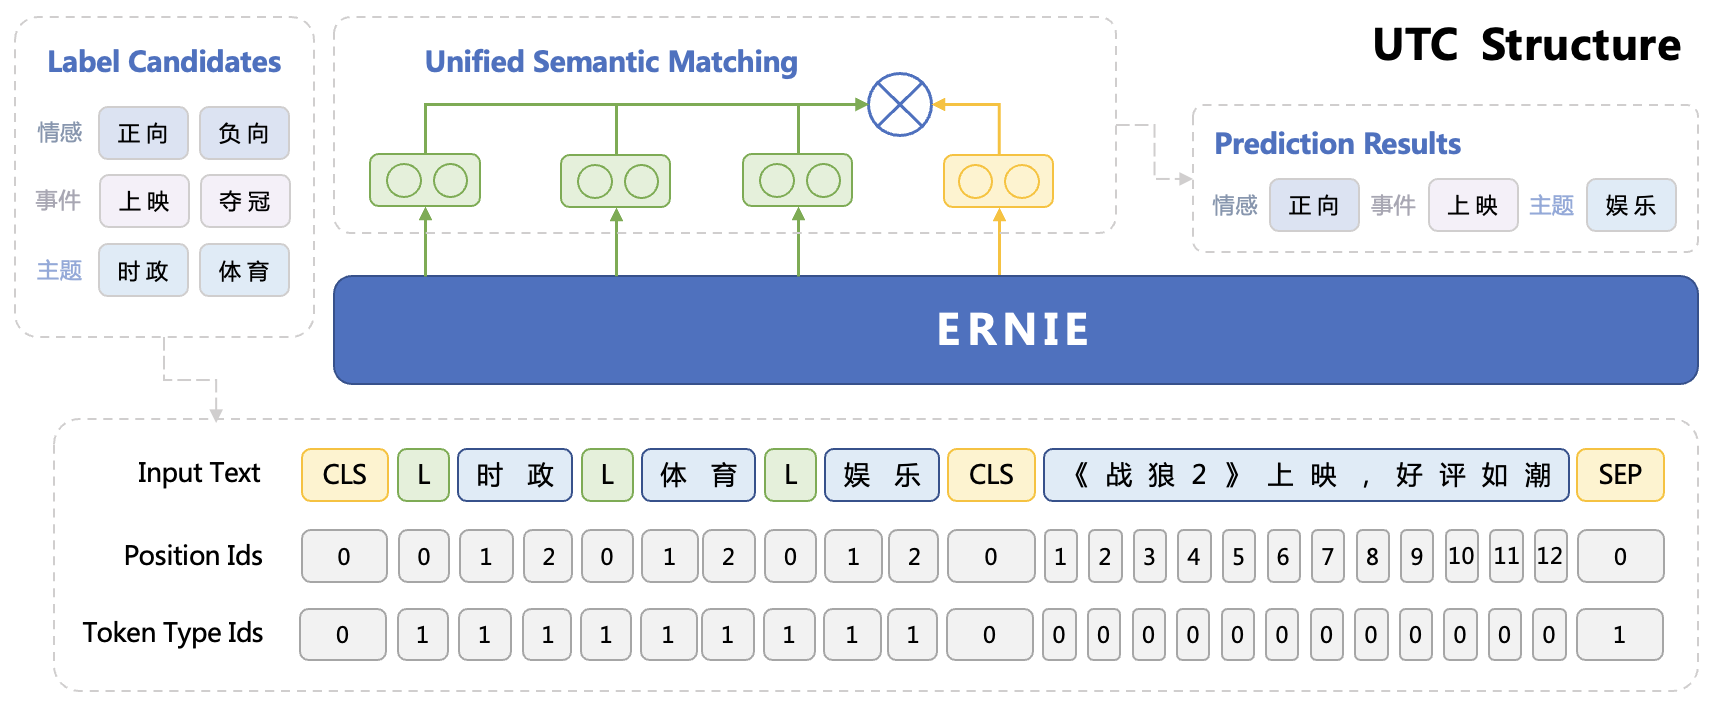 UTC Structure
Label Candidates
情感 正向 负向
事件 上映 夺冠
主题 时政 体育
Unified Semantic Matching
Prediction Results
情感 正向 事件 上映 主题 娱乐
ERNIE
Input Text CLS L 时政 L 体育 L 娱乐 CLS 《战狼2》上映，好评如潮 SEP
Position Ids 0 0 1 2 0 1 2 0 1 2 0 1 2 3 4 5 6 7 8 9 10 11 12 0
Token Type Ids 0 1 1 1 1 1 1 1 1 1 0 0 0 0 0 0 0 0 0 0 0 0 0 1